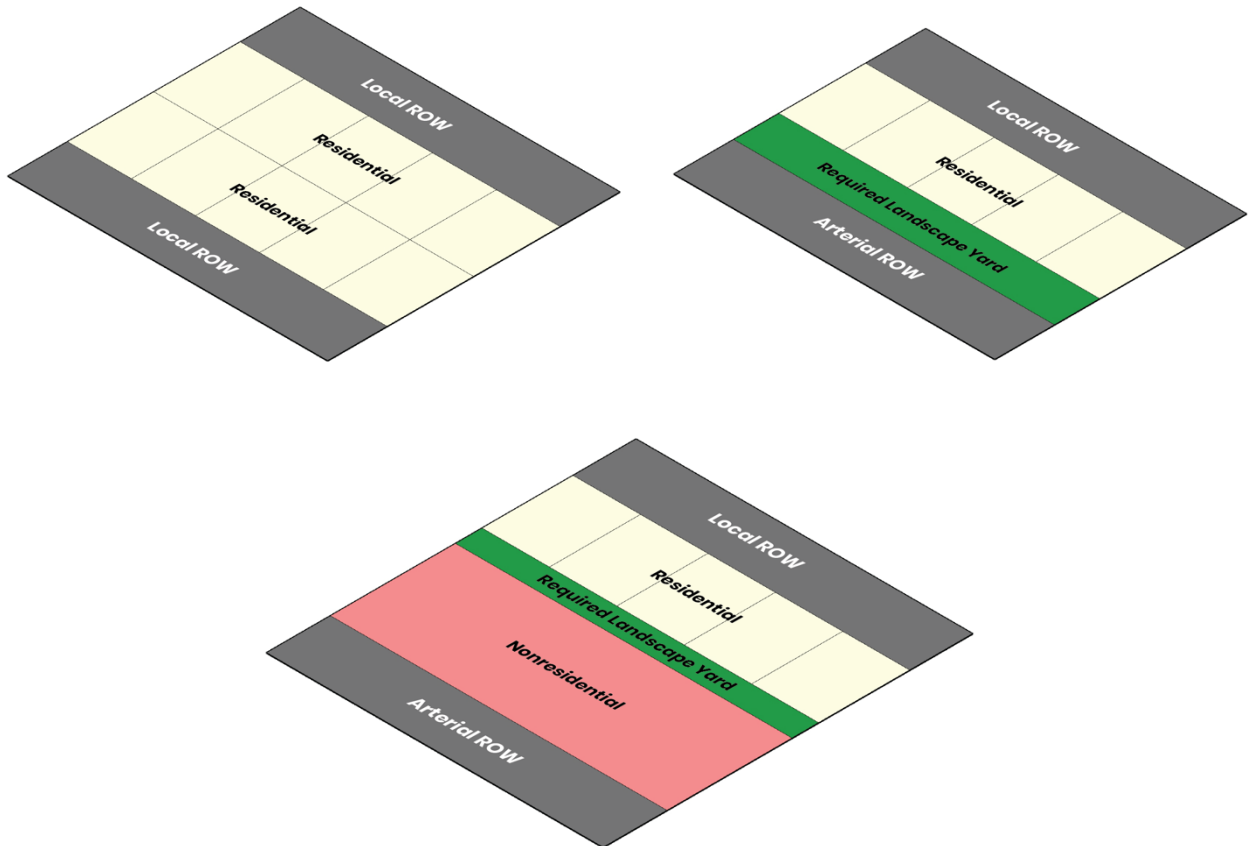 Local ROW
Residential
Residential
Local ROW
Local ROW
Residential
Required Landscape Yard
Arterial ROW
Local ROW
Residential
Required Landscape Yard
Nonresidential
Arterial ROW